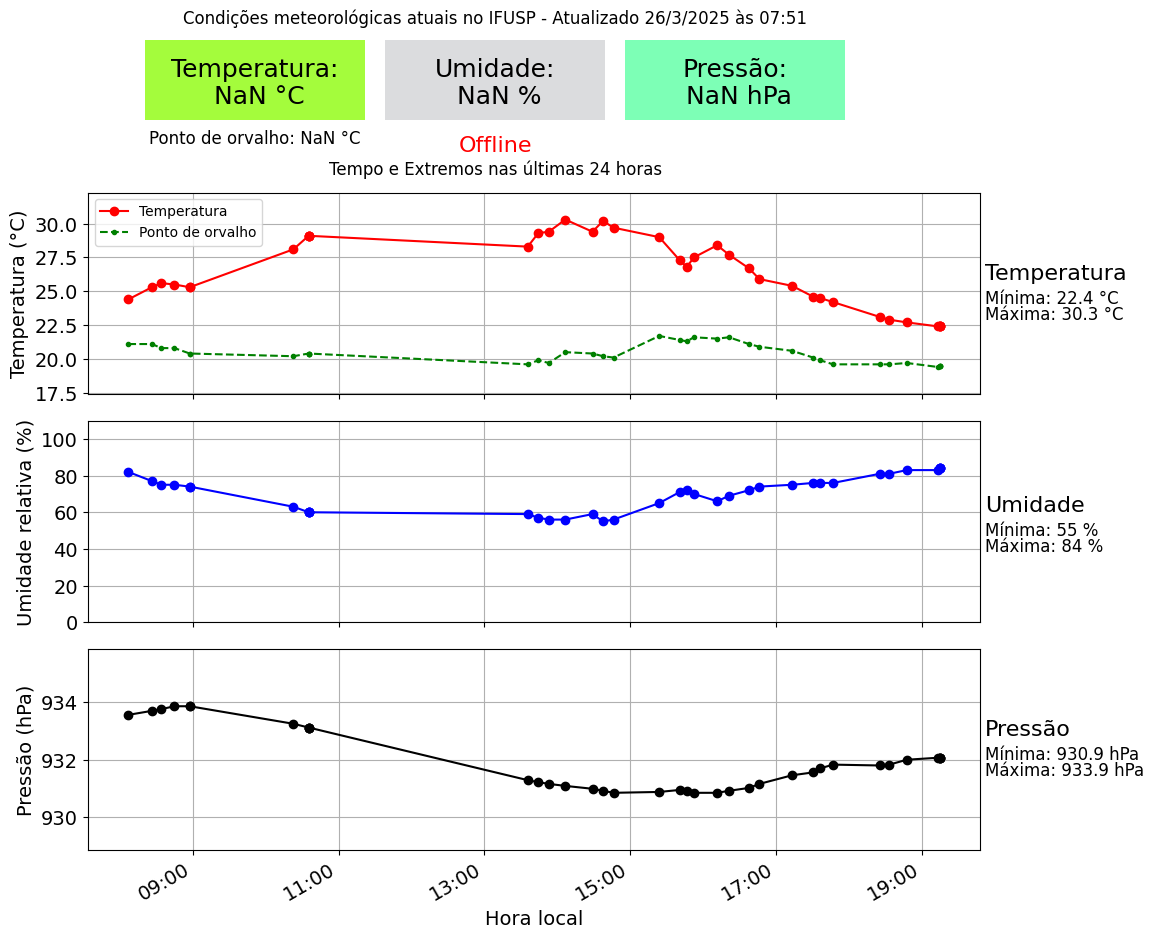 Condições meteorológicas atuais no IFUSP - Atualizado 26/3/2025 às 07:51
Temperatura:
NaN °C
Umidade:
NaN %
Pressão:
NaN hPa
Ponto de orvalho: NaN °C
Offline
Tempo e Extremos nas últimas 24 horas
Temperatura (°C)
30.0
27.5
25.0
22.5
20.0
17.5
Temperatura
Ponto de orvalho
Temperatura
Mínima: 22.4 °C
Máxima: 30.3 °C
Umidade relativa (%)
100
80
60
40
20
0
Umidade
Mínima: 55 %
Máxima: 84 %
Pressão (hPa)
934
932
930
Pressão
Mínima: 930.9 hPa
Máxima: 933.9 hPa
09:00
11:00
13:00
15:00
17:00
19:00
Hora local